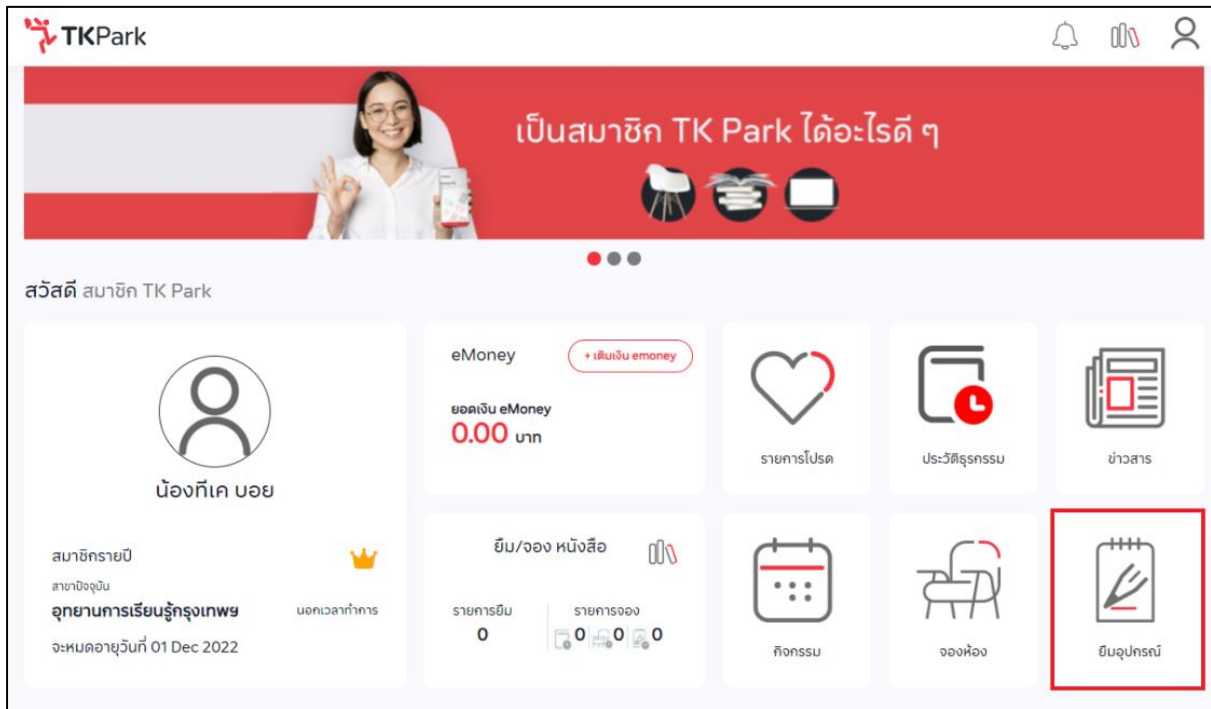 TKPark
เป็นสมาชิก TK Park ได้อะไรดี ๆ
สวัสดี สมาชิก TK Park
น้องทีเค บอย
สมาชิกรายปี
สาขาปัจจุบัน
อุทยานการเรียนรู้กรุงเทพฯ นอกเวลาทำการ
จะหมดอายุวันที่ 01 Dec 2022
eMoney + เติมเงิน emoney
ยอดเงิน eMoney
0.00 บาท
รายการโปรด
ประวัติธุรกรรม
ข่าวสาร
ยืม/จอง หนังสือ
รายการยืม รายการจอง
0 0 0 0
กิจกรรม
จองห้อง
ยืมอุปกรณ์